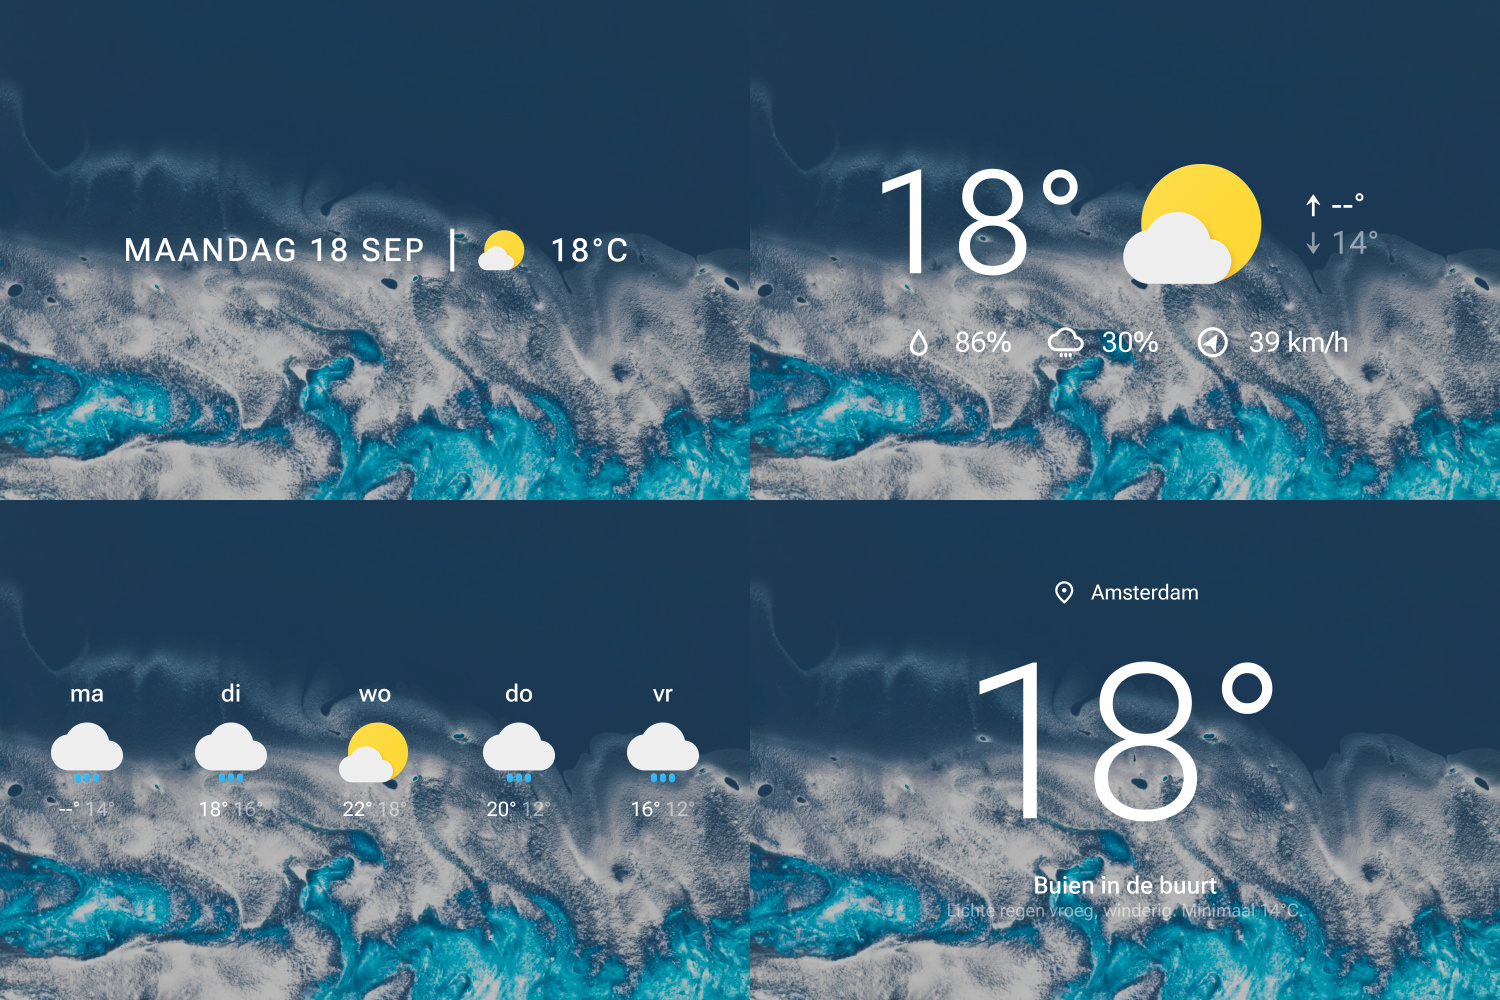 MAANDAG 18 SEP | 18°C
18°
--°
14°
86% 30% 39 km/h
ma di wo do vr
--° 14° 18° 16° 22° 18° 20° 12° 16° 12°
Amsterdam
18°
Buien in de buurt
Lichte regen vroeg, winderig. Minimaal 14°C.